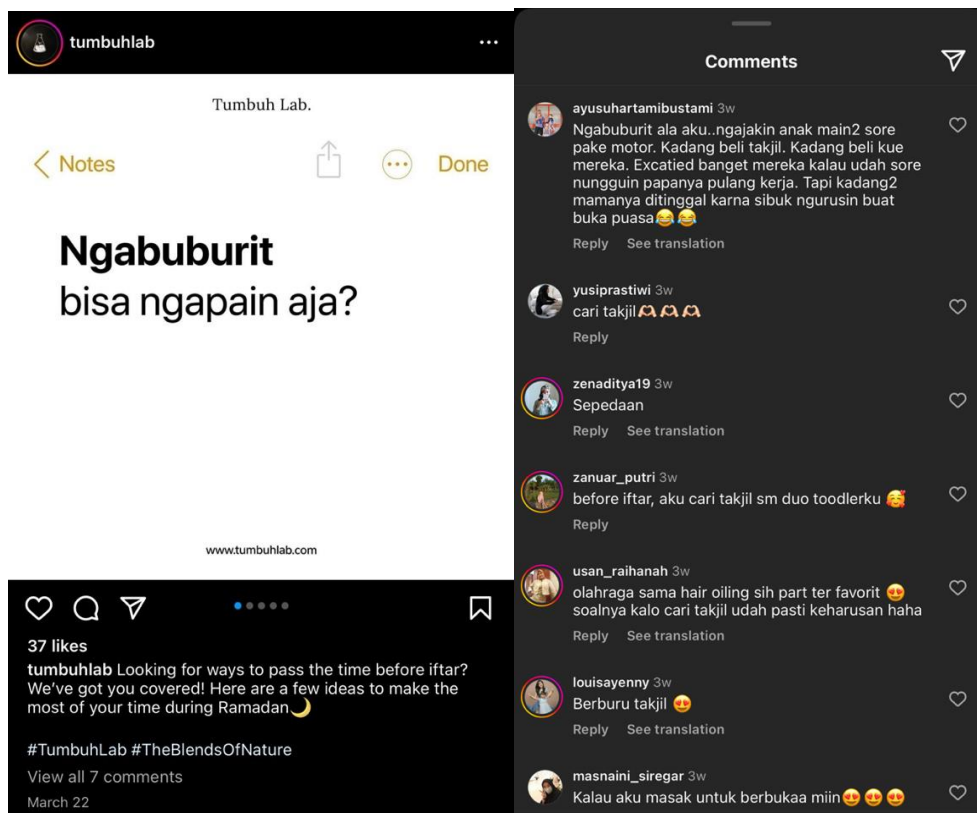 tumbuhlab
Tumbuh Lab.
Notes
Done
Ngabuburit
bisa ngapain aja?
www.tumbuhlab.com
37 likes
tumbuhlab Looking for ways to pass the time before iftar?
We've got you covered! Here are a few ideas to make the
most of your time during Ramadan🌙
#TumbuhLab #TheBlendsOfNature
View all 7 comments
March 22
Comments
ayusuhartamibustami 3w
Ngabuburit ala aku..ngajakin anak main2 sore
pake motor. Kadang beli takjil. Kadang beli kue
mereka. Excatied banget mereka kalau udah sore
nungguin papanya pulang kerja. Tapi kadang2
mamanya ditinggal karna sibuk ngurusin buat
buka puasa😂😂
Reply See translation
yusiprastiwi 3w
cari takjil🫶🏻🫶🏻🫶🏻
Reply
zenaditya19 3w
Sepedaan
Reply See translation
zanuar_putri 3w
before iftar, aku cari takjil sm duo toodlerku 🥰
Reply
usan_raihanah 3w
olahraga sama hair oiling sih part ter favorit 😍
soalnya kalo cari takjil udah pasti keharusan haha
Reply See translation
louisayenny 3w
Berburu takjil 😍
Reply See translation
masnaini_siregar 3w
Kalau aku masak untuk berbukaa miin😍😍😍